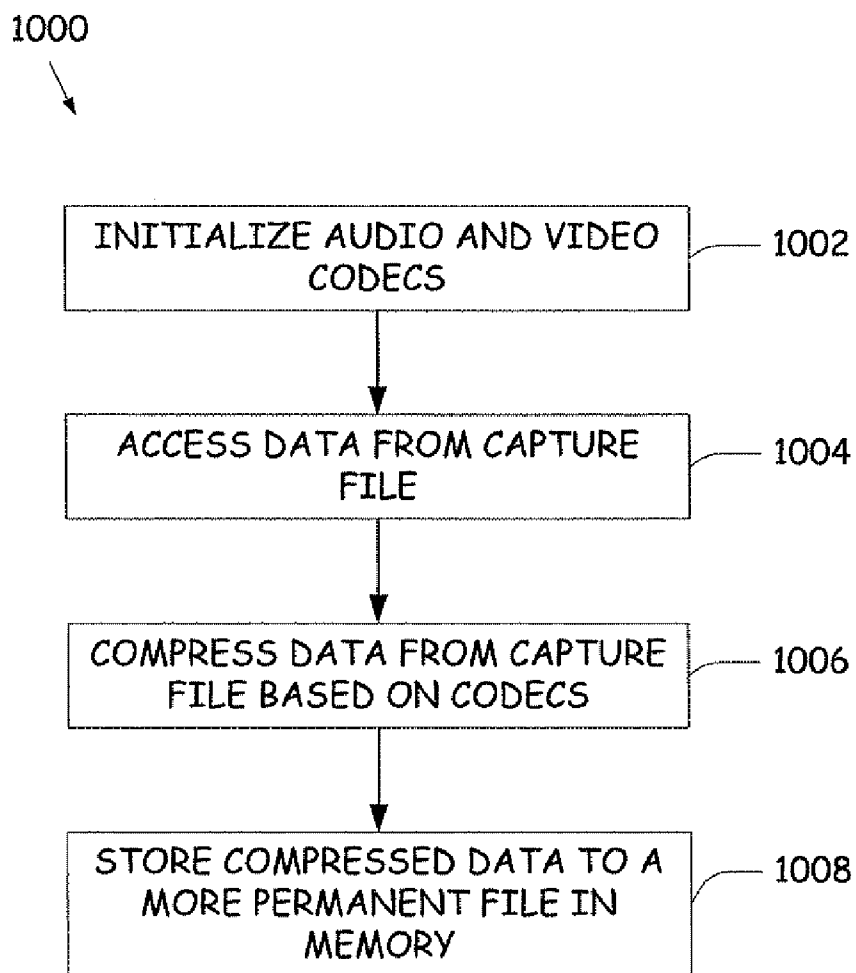 1000
INITIALIZE AUDIO AND VIDEO
CODECS
1002
ACCESS DATA FROM CAPTURE
FILE
1004
COMPRESS DATA FROM CAPTURE
FILE BASED ON CODECS
1006
STORE COMPRESSED DATA TO A
MORE PERMANENT FILE IN
MEMORY
1008